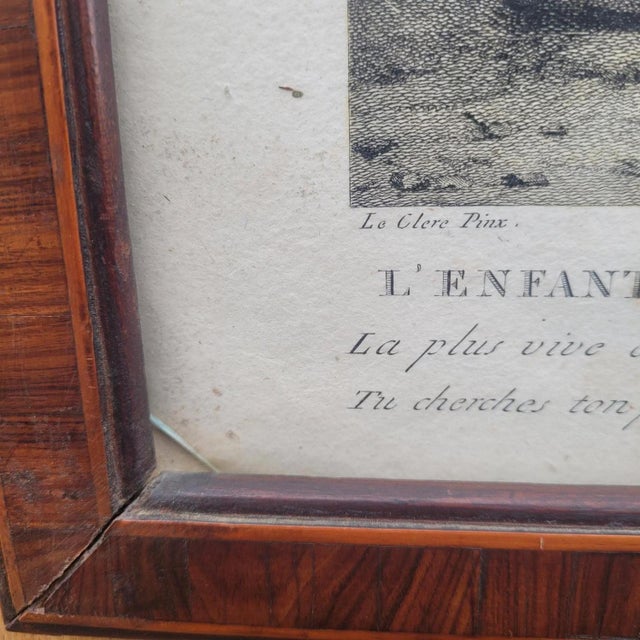 Le Clerc Pinx.
L'ENFANT
La plus vive
Tu cherches ton